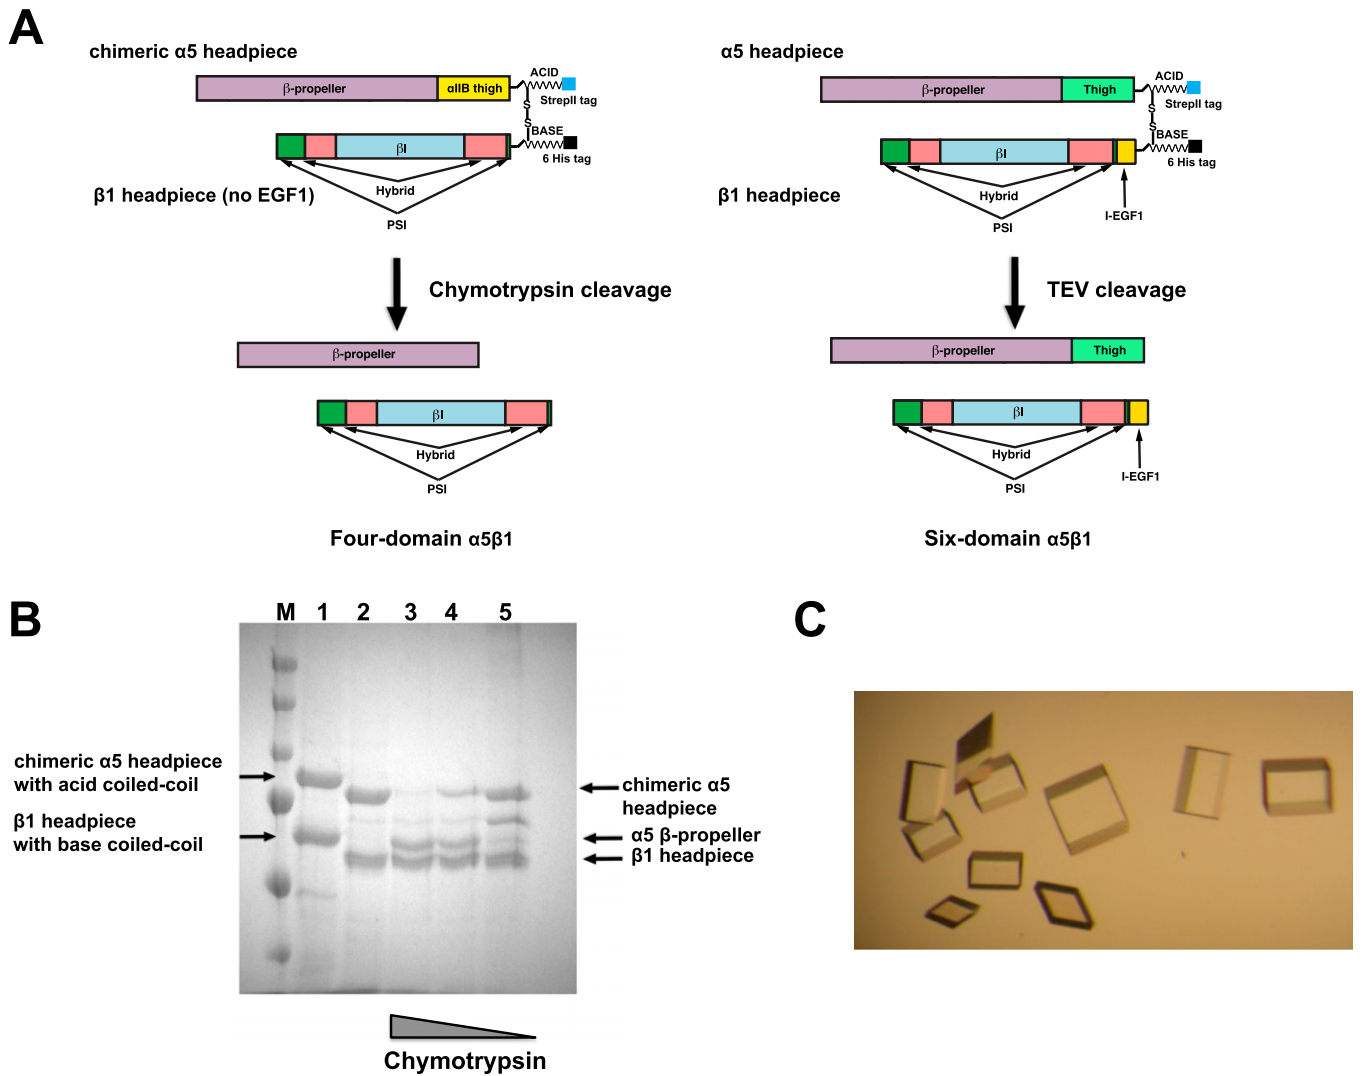 A
chimeric α5 headpiece
β-propeller
αIIB thigh
ACID
StrepII tag
S
S
BASE
6 His tag
βI
Hybrid
β1 headpiece (no EGF1)
PSI
Chymotrypsin cleavage
β-propeller
βI
Hybrid
PSI
Four-domain α5β1
α5 headpiece
β-propeller
Thigh
ACID
StrepII tag
S
S
BASE
6 His tag
βI
Hybrid
β1 headpiece
I-EGF1
PSI
TEV cleavage
β-propeller
Thigh
βI
Hybrid
I-EGF1
PSI
Six-domain α5β1
B
M 1 2 3 4 5
chimeric α5 headpiece
with acid coiled-coil
β1 headpiece
with base coiled-coil
chimeric α5
headpiece
α5 β-propeller
β1 headpiece
Chymotrypsin
C